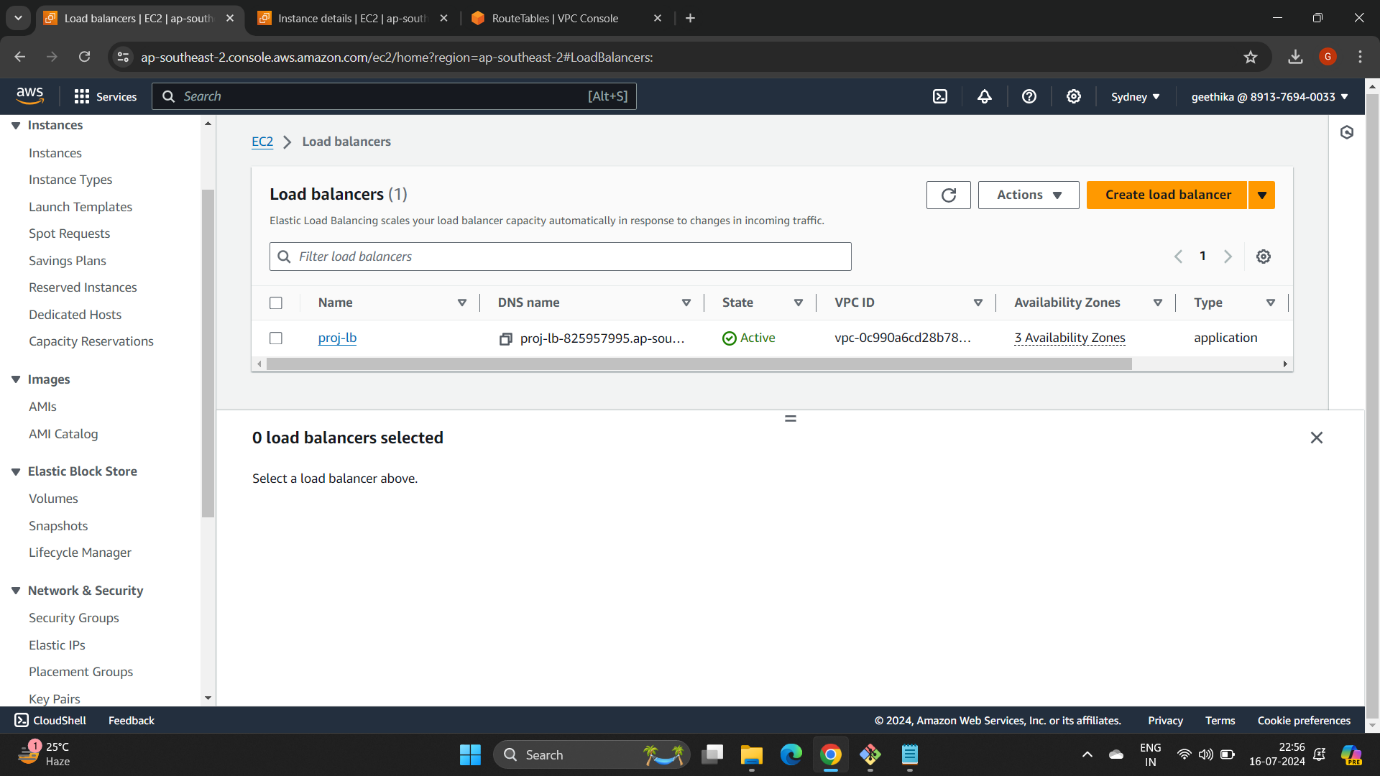 Load balancers | EC2 | ap-south
Instance details | EC2 | ap-south
RouteTables | VPC Console
ap-southeast-2.console.aws.amazon.com/ec2/home?region=ap-southeast-2#LoadBalancers:
G
aws
Services
Search
[Alt+S]
Sydney
geethika @ 8913-7694-0033
Instances
Instances
Instance Types
Launch Templates
Spot Requests
Savings Plans
Reserved Instances
Dedicated Hosts
Capacity Reservations
Images
AMIs
AMI Catalog
Elastic Block Store
Volumes
Snapshots
Lifecycle Manager
Network & Security
Security Groups
Elastic IPs
Placement Groups
Key Pairs
EC2 > Load balancers
Load balancers (1)
Actions
Create load balancer
Elastic Load Balancing scales your load balancer capacity automatically in response to changes in incoming traffic.
Filter load balancers
1
Name DNS name State VPC ID Availability Zones Type
proj-lb proj-lb-825957995.ap-sou... Active vpc-0c990a6cd28b78... 3 Availability Zones application
0 load balancers selected
Select a load balancer above.
CloudShell Feedback
© 2024, Amazon Web Services, Inc. or its affiliates. Privacy Terms Cookie preferences
1
25°C
Haze
Search
ENG
IN
22:56
16-07-2024
PRE